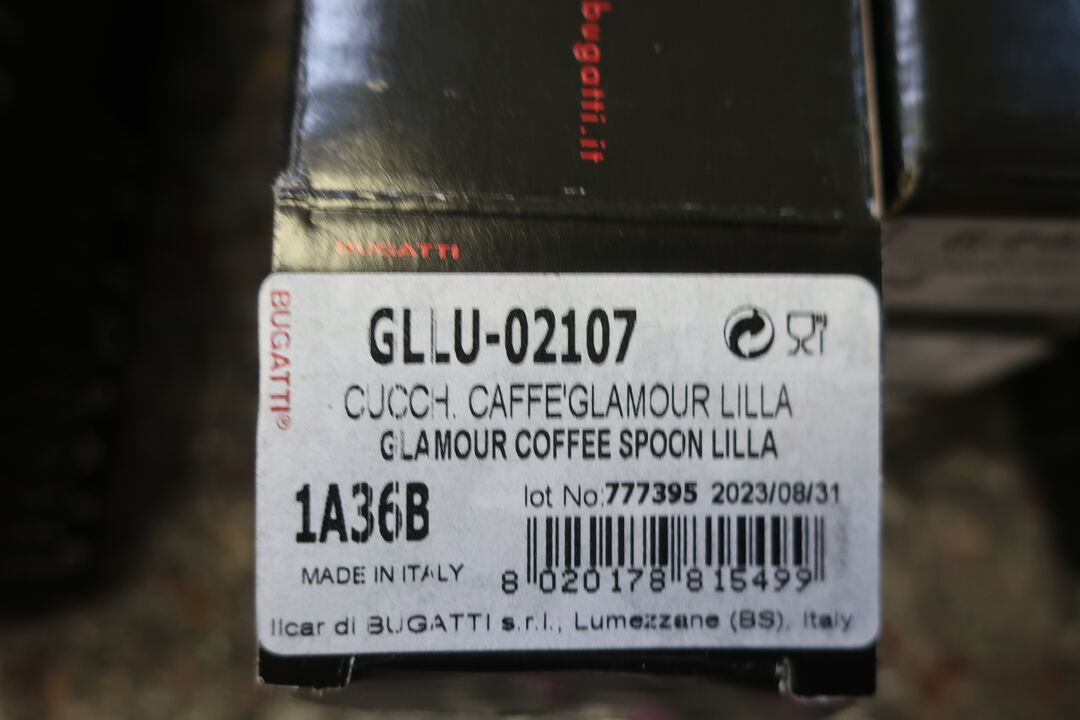 bugatti.it
BUGATTI
BUGATTI®
GLLU-02107
CUCCH. CAFFE'GLAMOUR LILLA
GLAMOUR COFFEE SPOON LILLA
1A36B
lot No:777395 2023/08/31
MADE IN ITALY
8 020178 815499
Ilcar di BUGATTI s.r.l., Lumezzane (BS), Italy